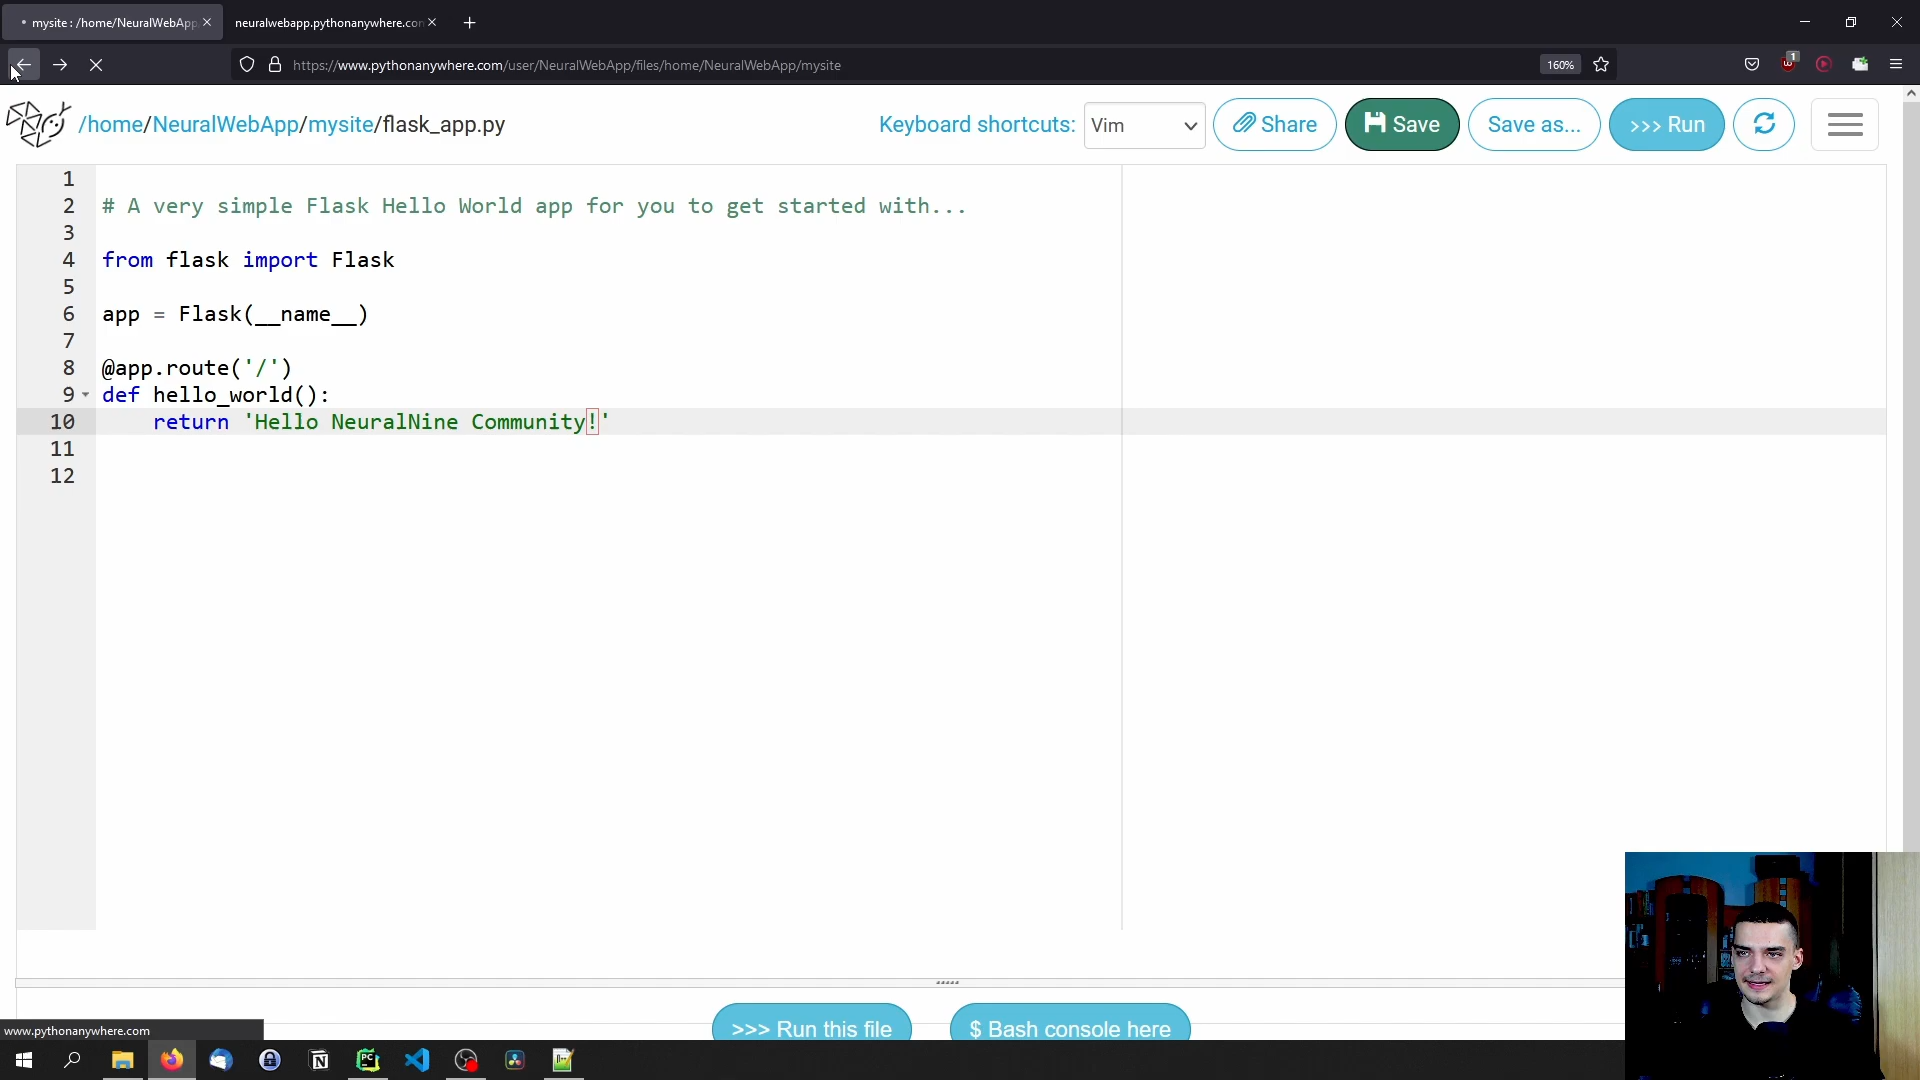 mysite : /home/NeuralWebApp
neuralwebapp.pythonanywhere.con
https://www.pythonanywhere.com/user/NeuralWebApp/files/home/NeuralWebApp/mysite
160%
1
/home/NeuralWebApp/mysite/flask_app.py
Keyboard shortcuts:
Vim
Share
Save
Save as...
>>> Run
1
2 # A very simple Flask Hello World app for you to get started with...
3
4 from flask import Flask
5
6 app = Flask(__name__)
7
8 @app.route('/')
9 def hello_world():
10 return 'Hello NeuralNine Community!'
11
12
>>> Run this file
$ Bash console here
www.pythonanywhere.com